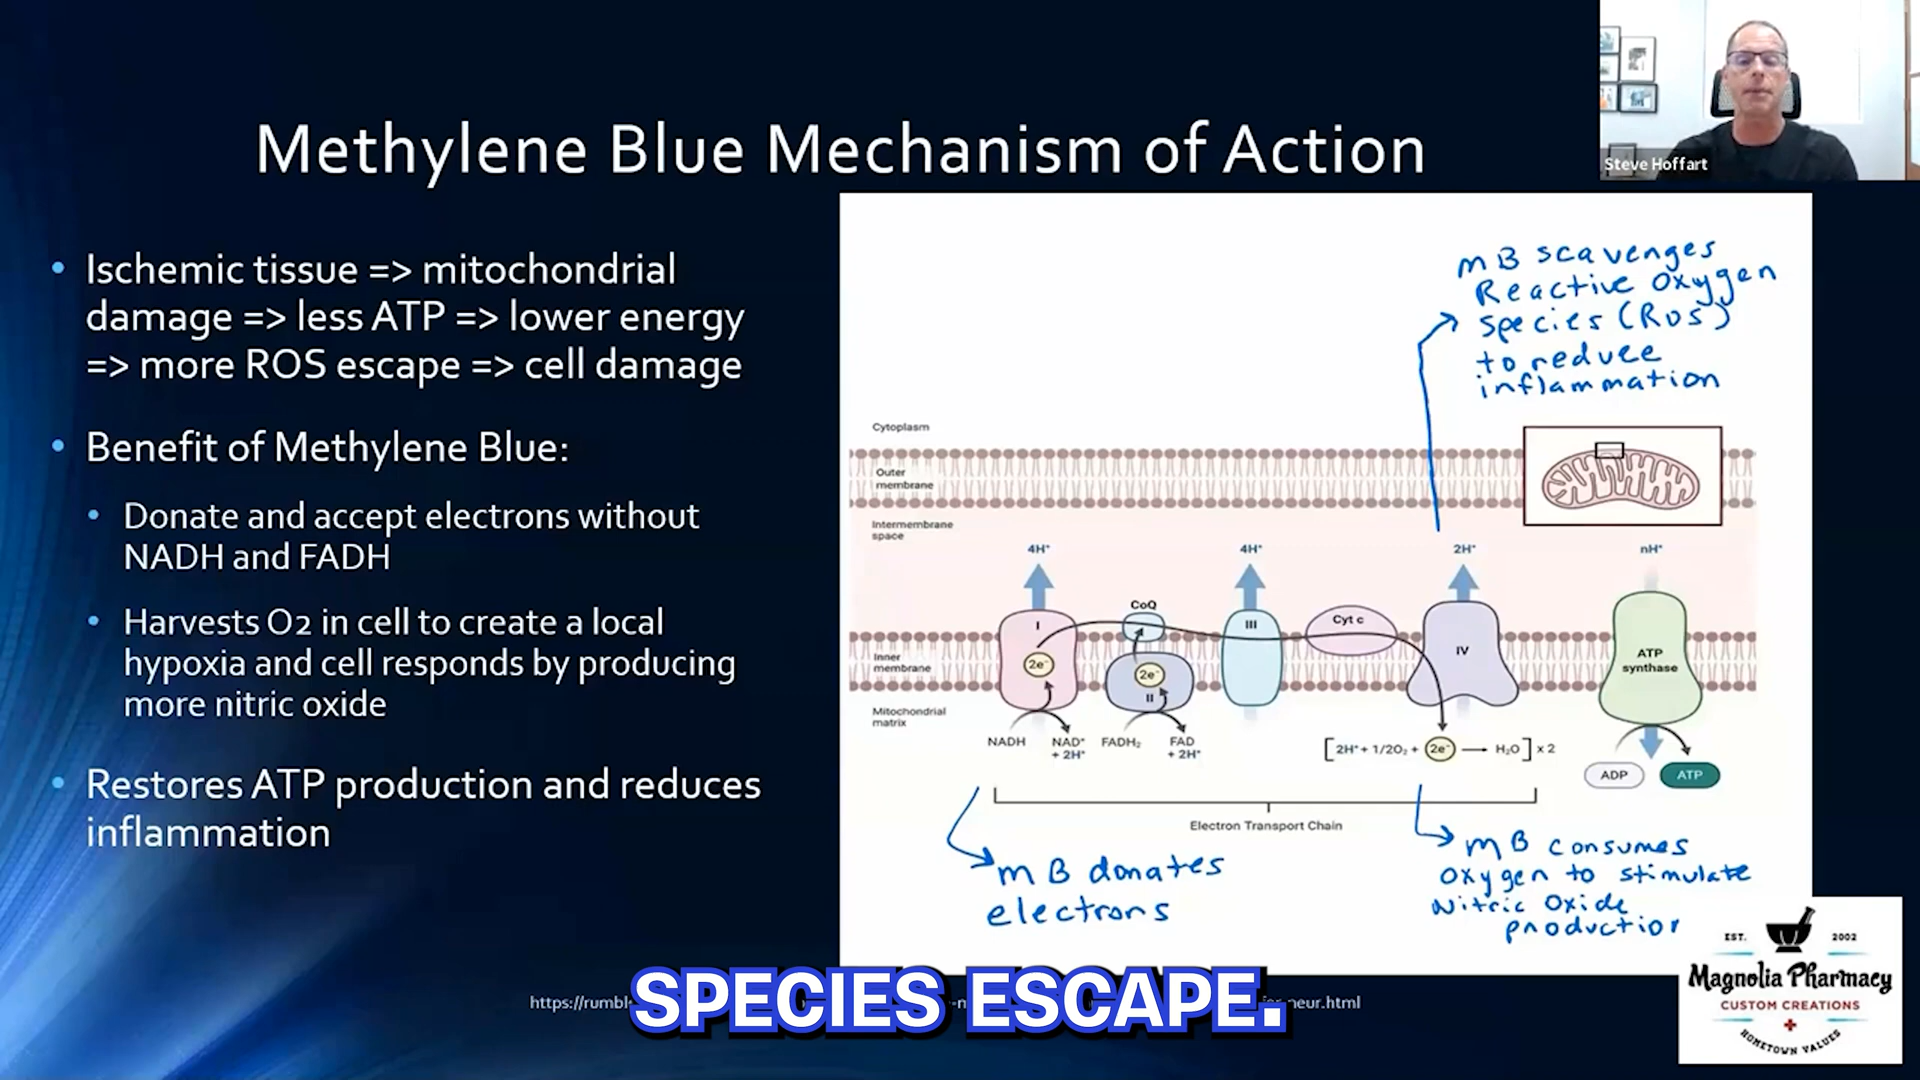 Steve Hoffart
Methylene Blue Mechanism of Action
• Ischemic tissue => mitochondrial
damage => less ATP => lower energy
=> more ROS escape => cell damage
• Benefit of Methylene Blue:
• Donate and accept electrons without
NADH and FADH
• Harvests O2 in cell to create a local
hypoxia and cell responds by producing
more nitric oxide
• Restores ATP production and reduces
inflammation
MB scavenges
Reactive Oxygen
Species (ROS)
to reduce
inflammation
Cytoplasm
Outer
membrane
Intermembrane
space
4H⁺ 4H⁺ 2H⁺ nH⁺
CoQ
I III Cyt c IV
ATP
synthase
Inner
membrane
2e⁻ 2e⁻
II
Mitochondrial
matrix
NADH NAD⁺ + 2H⁺ FADH₂ FAD + 2H⁺
[2H⁺ + 1/2O₂ + 2e⁻ → H₂O] x 2
ADP ATP
Electron Transport Chain
MB donates
electrons
MB consumes
oxygen to stimulate
Nitric Oxide
production
https://rumbl
neur.html
SPECIES ESCAPE.
EST. 2002
Magnolia Pharmacy
CUSTOM CREATIONS
HOMETOWN VALUES